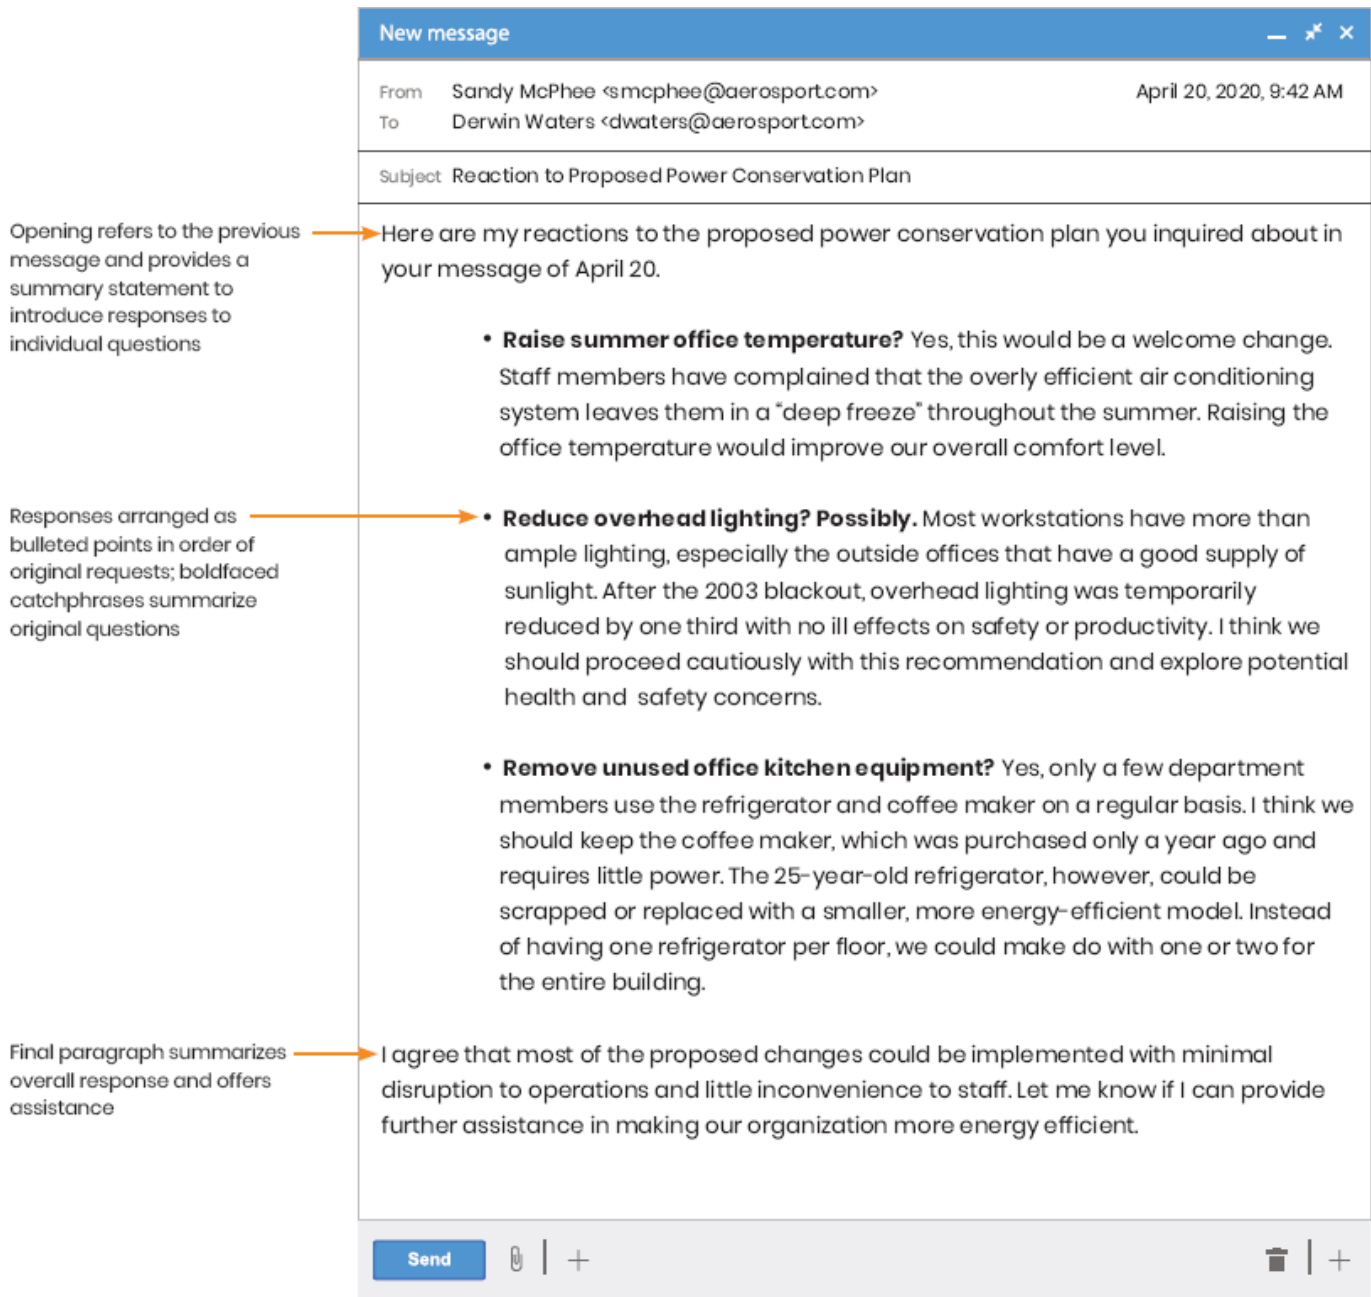 New message
From Sandy McPhee <smcphee@aerosport.com> April 20, 2020, 9:42 AM
To Derwin Waters <dwaters@aerosport.com>
Subject Reaction to Proposed Power Conservation Plan
Opening refers to the previous
message and provides a
summary statement to
introduce responses to
individual questions
Here are my reactions to the proposed power conservation plan you inquired about in
your message of April 20.
• Raise summer office temperature? Yes, this would be a welcome change.
Staff members have complained that the overly efficient air conditioning
system leaves them in a “deep freeze” throughout the summer. Raising the
office temperature would improve our overall comfort level.
Responses arranged as
bulleted points in order of
original requests; boldfaced
catchphrases summarize
original questions
• Reduce overhead lighting? Possibly. Most workstations have more than
ample lighting, especially the outside offices that have a good supply of
sunlight. After the 2003 blackout, overhead lighting was temporarily
reduced by one third with no ill effects on safety or productivity. I think we
should proceed cautiously with this recommendation and explore potential
health and safety concerns.
• Remove unused office kitchen equipment? Yes, only a few department
members use the refrigerator and coffee maker on a regular basis. I think we
should keep the coffee maker, which was purchased only a year ago and
requires little power. The 25-year-old refrigerator, however, could be
scrapped or replaced with a smaller, more energy-efficient model. Instead
of having one refrigerator per floor, we could make do with one or two for
the entire building.
Final paragraph summarizes
overall response and offers
assistance
I agree that most of the proposed changes could be implemented with minimal
disruption to operations and little inconvenience to staff. Let me know if I can provide
further assistance in making our organization more energy efficient.
Send